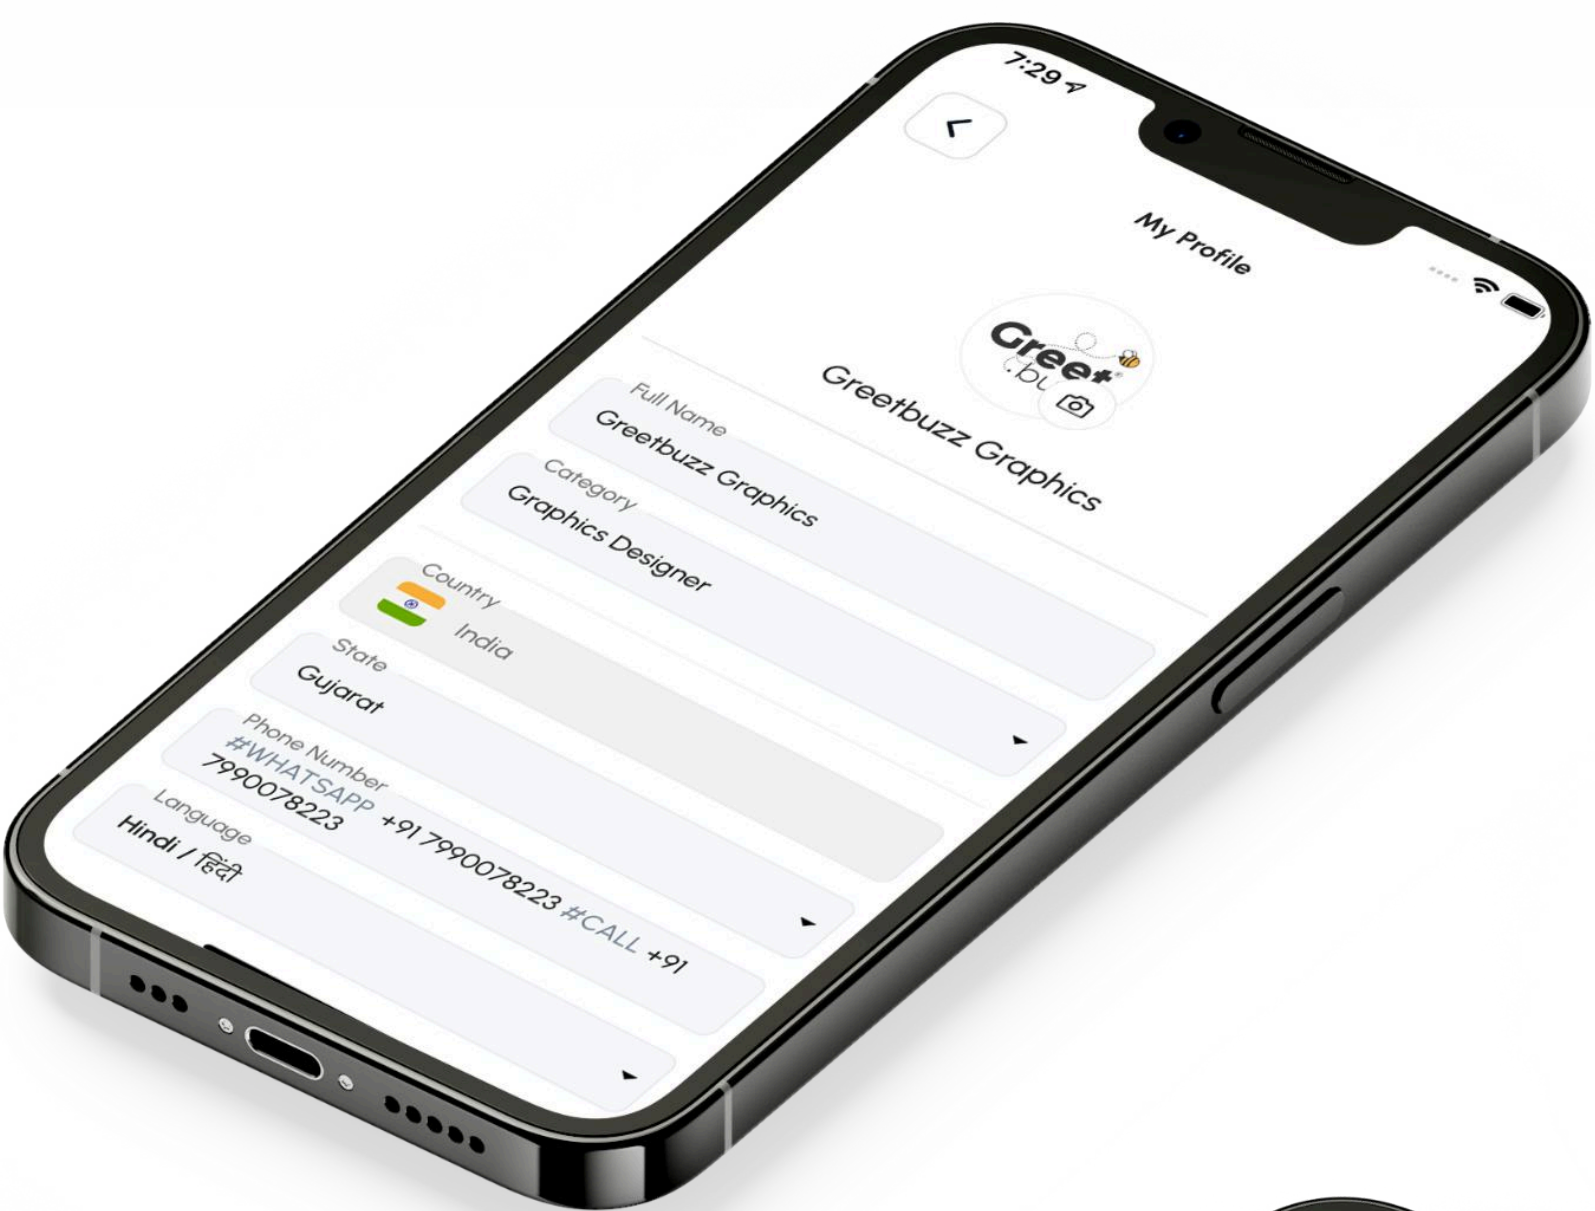 7:29
My Profile
Greet
.bu
Greetbuzz Graphics
Full Name
Greetbuzz Graphics
Category
Graphics Designer
Country
India
State
Gujarat
Phone Number
#WHATSAPP +91 7990078223 #CALL +91
7990078223
Language
Hindi / हिंदी